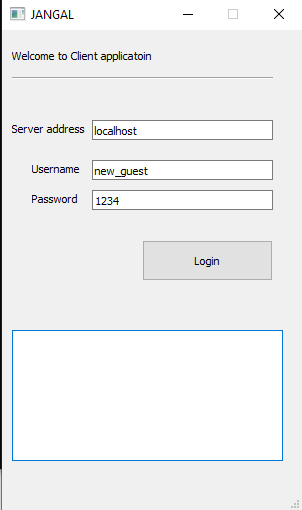 JANGAL
Welcome to Client applicatoin
Server address localhost
Username new_guest
Password 1234
Login